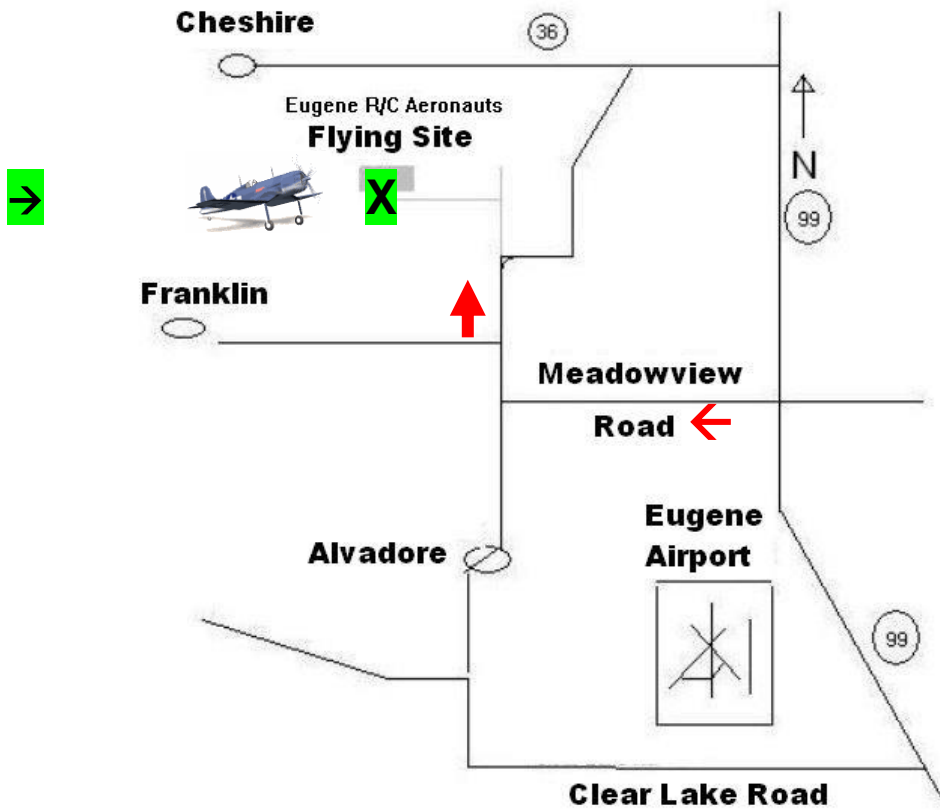 Cheshire
36
Eugene R/C Aeronauts
Flying Site
→
X
N
99
Franklin
Meadowview
Road ←
Eugene
Airport
Alvadore
99
Clear Lake Road